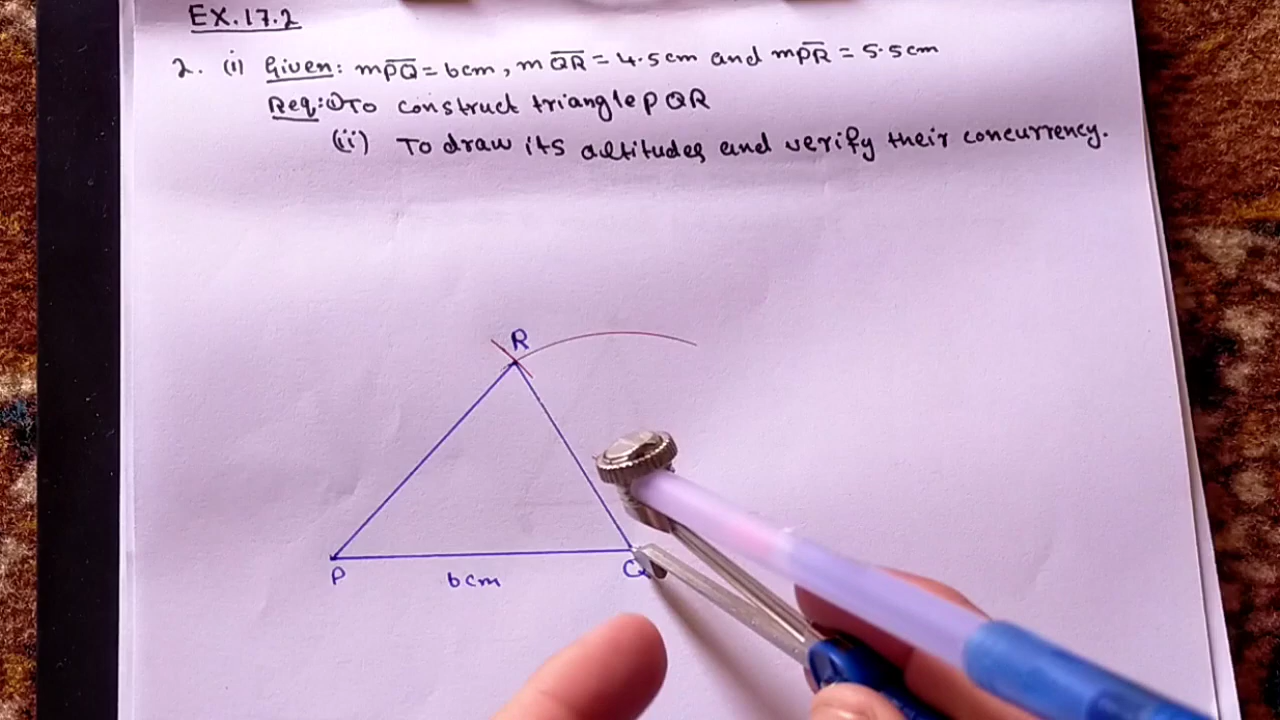 EX.17.2
2. (i) Given: mPQ̅ = 6cm, m QR̅ = 4.5cm and mPR̅ = 5.5cm
Req:(i) To construct triangle PQR
(ii) To draw its altitudes and verify their concurrency.
R
P
6cm
Q